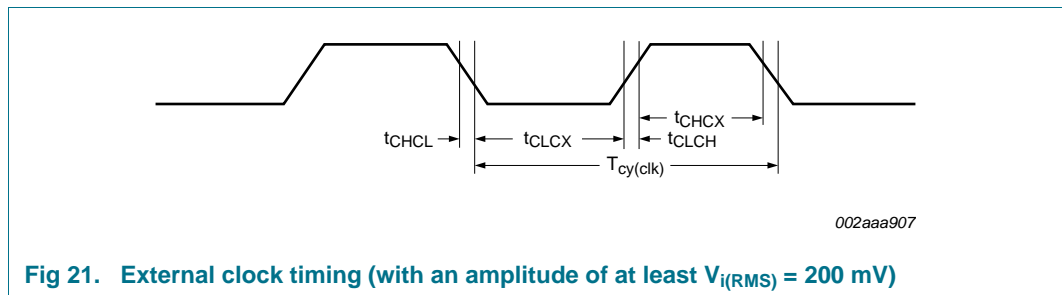 tCHCX
tCHCL tCLCX tCLCH
Tcy(clk)
002aaa907
Fig 21. External clock timing (with an amplitude of at least Vi(RMS) = 200 mV)